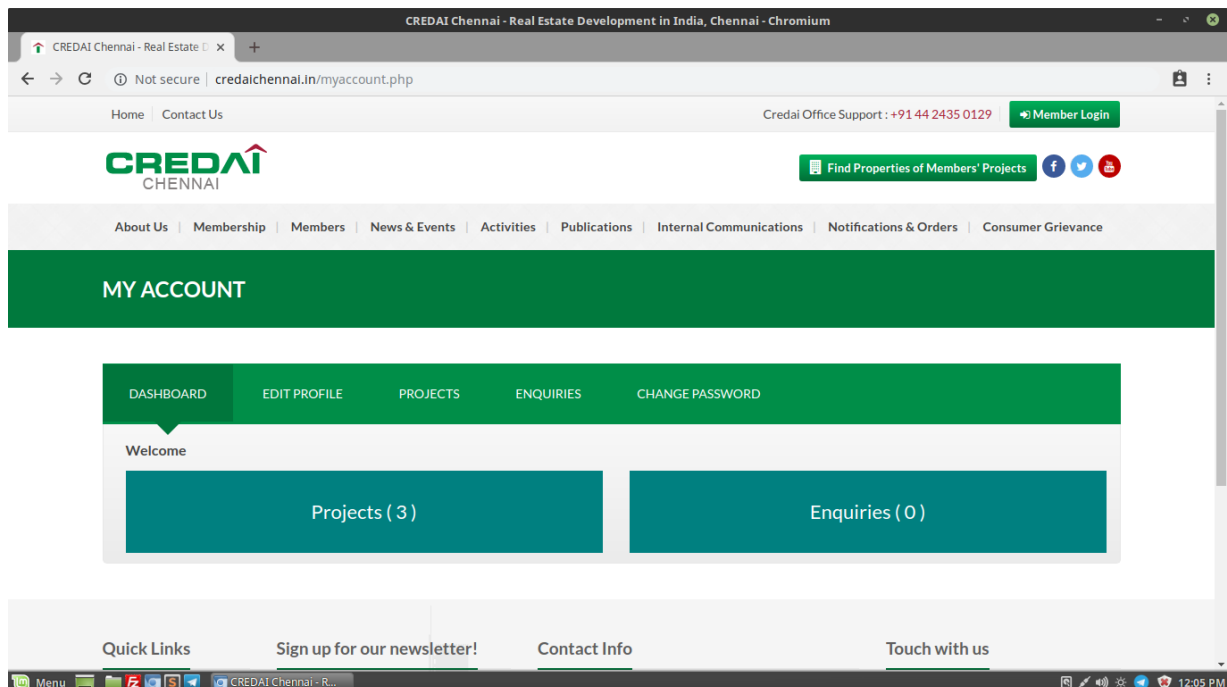 CREDAI Chennai - Real Estate Development in India, Chennai - Chromium
CREDAI Chennai - Real Estate D
Not secure | credaichennai.in/myaccount.php
Home Contact Us Credai Office Support : +91 44 2435 0129 Member Login
CREDAI
CHENNAI
Find Properties of Members' Projects
About Us | Membership | Members | News & Events | Activities | Publications | Internal Communications | Notifications & Orders | Consumer Grievance
MY ACCOUNT
DASHBOARD EDIT PROFILE PROJECTS ENQUIRIES CHANGE PASSWORD
Welcome
Projects ( 3 ) Enquiries ( 0 )
Quick Links Sign up for our newsletter! Contact Info Touch with us
Menu CREDAI Chennai - R... 12:05 PM